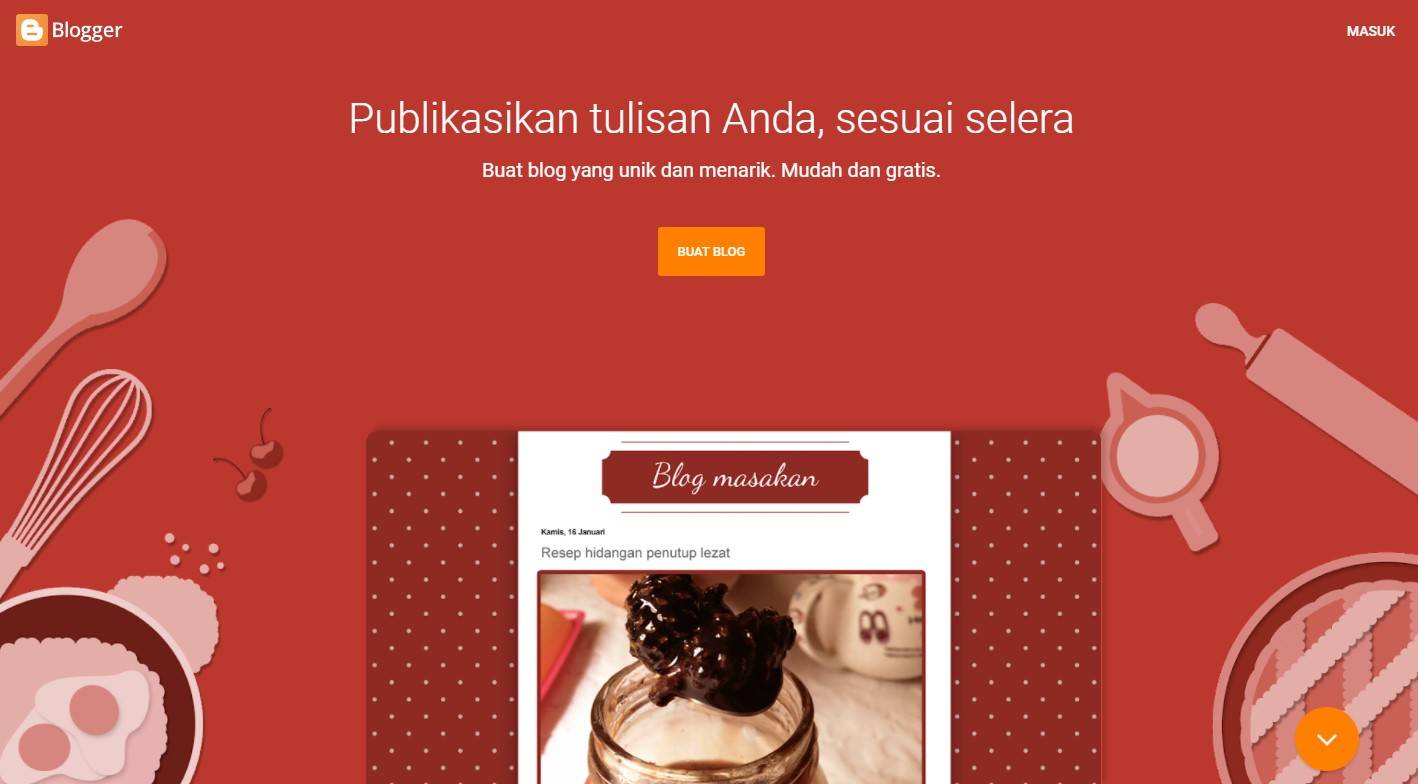 Blogger
MASUK
Publikasikan tulisan Anda, sesuai selera
Buat blog yang unik dan menarik. Mudah dan gratis.
BUAT BLOG
Blog masakan
Kamis, 16 Januari
Resep hidangan penutup lezat